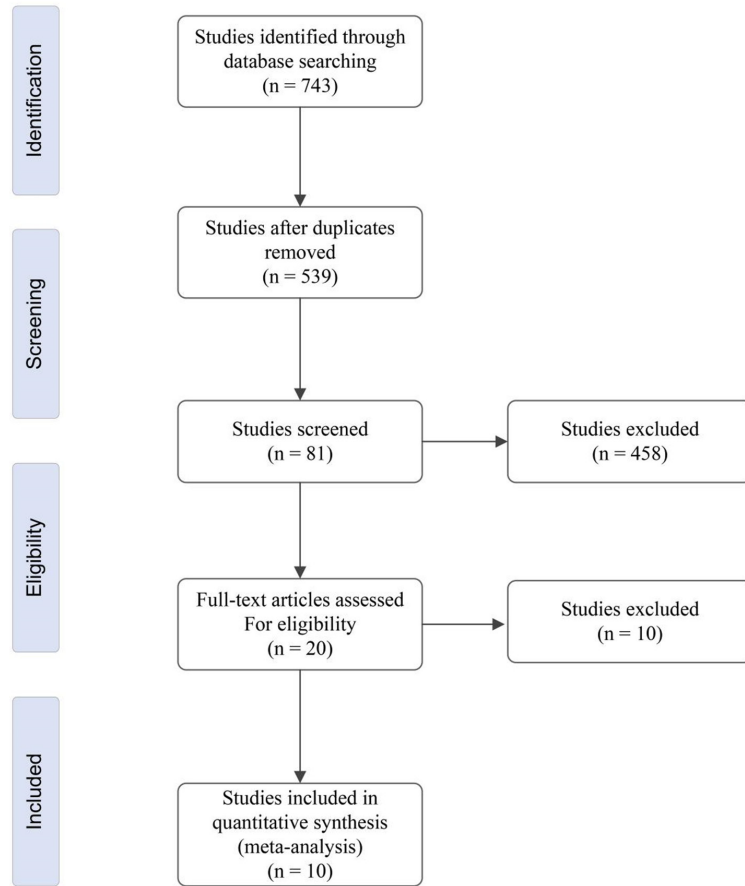 Identification
Studies identified through
database searching
(n = 743)
Screening
Studies after duplicates
removed
(n = 539)
Studies screened
(n = 81)
Studies excluded
(n = 458)
Eligibility
Full-text articles assessed
For eligibility
(n = 20)
Studies excluded
(n = 10)
Included
Studies included in
quantitative synthesis
(meta-analysis)
(n = 10)